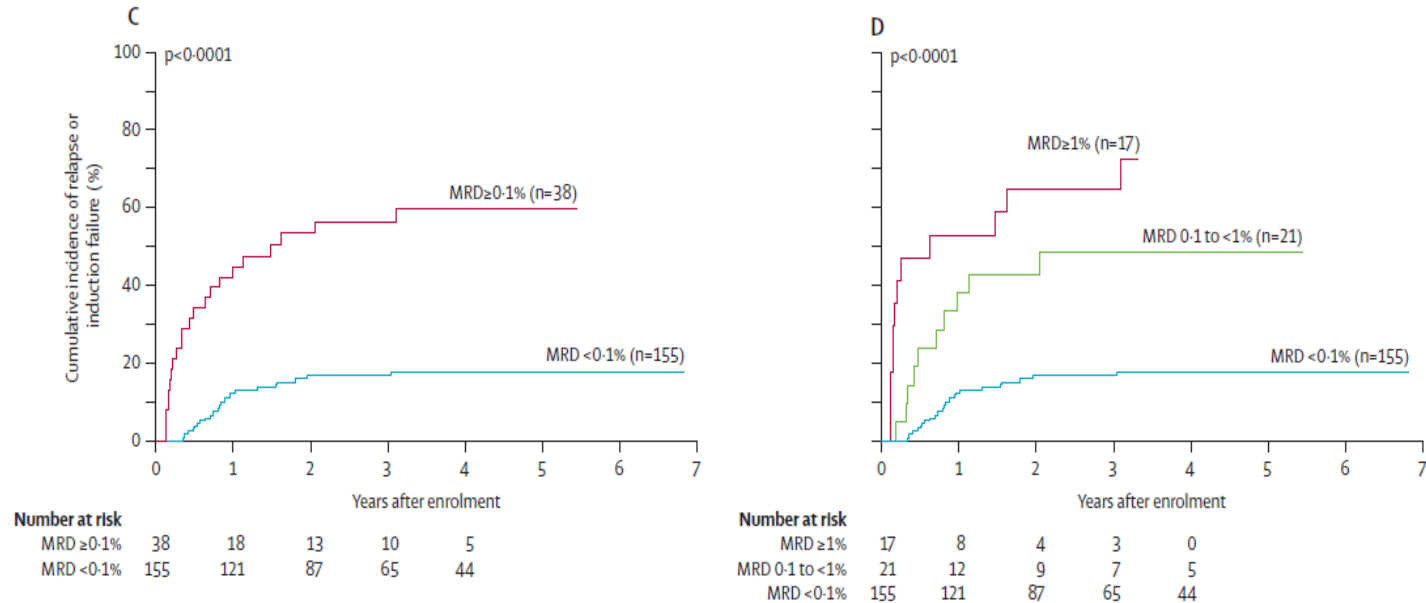 C
p<0·0001
Cumulative incidence of relapse or
induction failure (%)
100
80
60
40
20
0
MRD≥0·1% (n=38)
MRD <0·1% (n=155)
0 1 2 3 4 5 6 7
Years after enrolment
Number at risk
MRD ≥0·1% 38 18 13 10 5
MRD <0·1% 155 121 87 65 44
D
p<0·0001
MRD≥1% (n=17)
MRD 0·1 to <1% (n=21)
MRD <0·1% (n=155)
0 1 2 3 4 5 6 7
Years after enrolment
Number at risk
MRD ≥1% 17 8 4 3 0
MRD 0·1 to <1% 21 12 9 7 5
MRD <0·1% 155 121 87 65 44